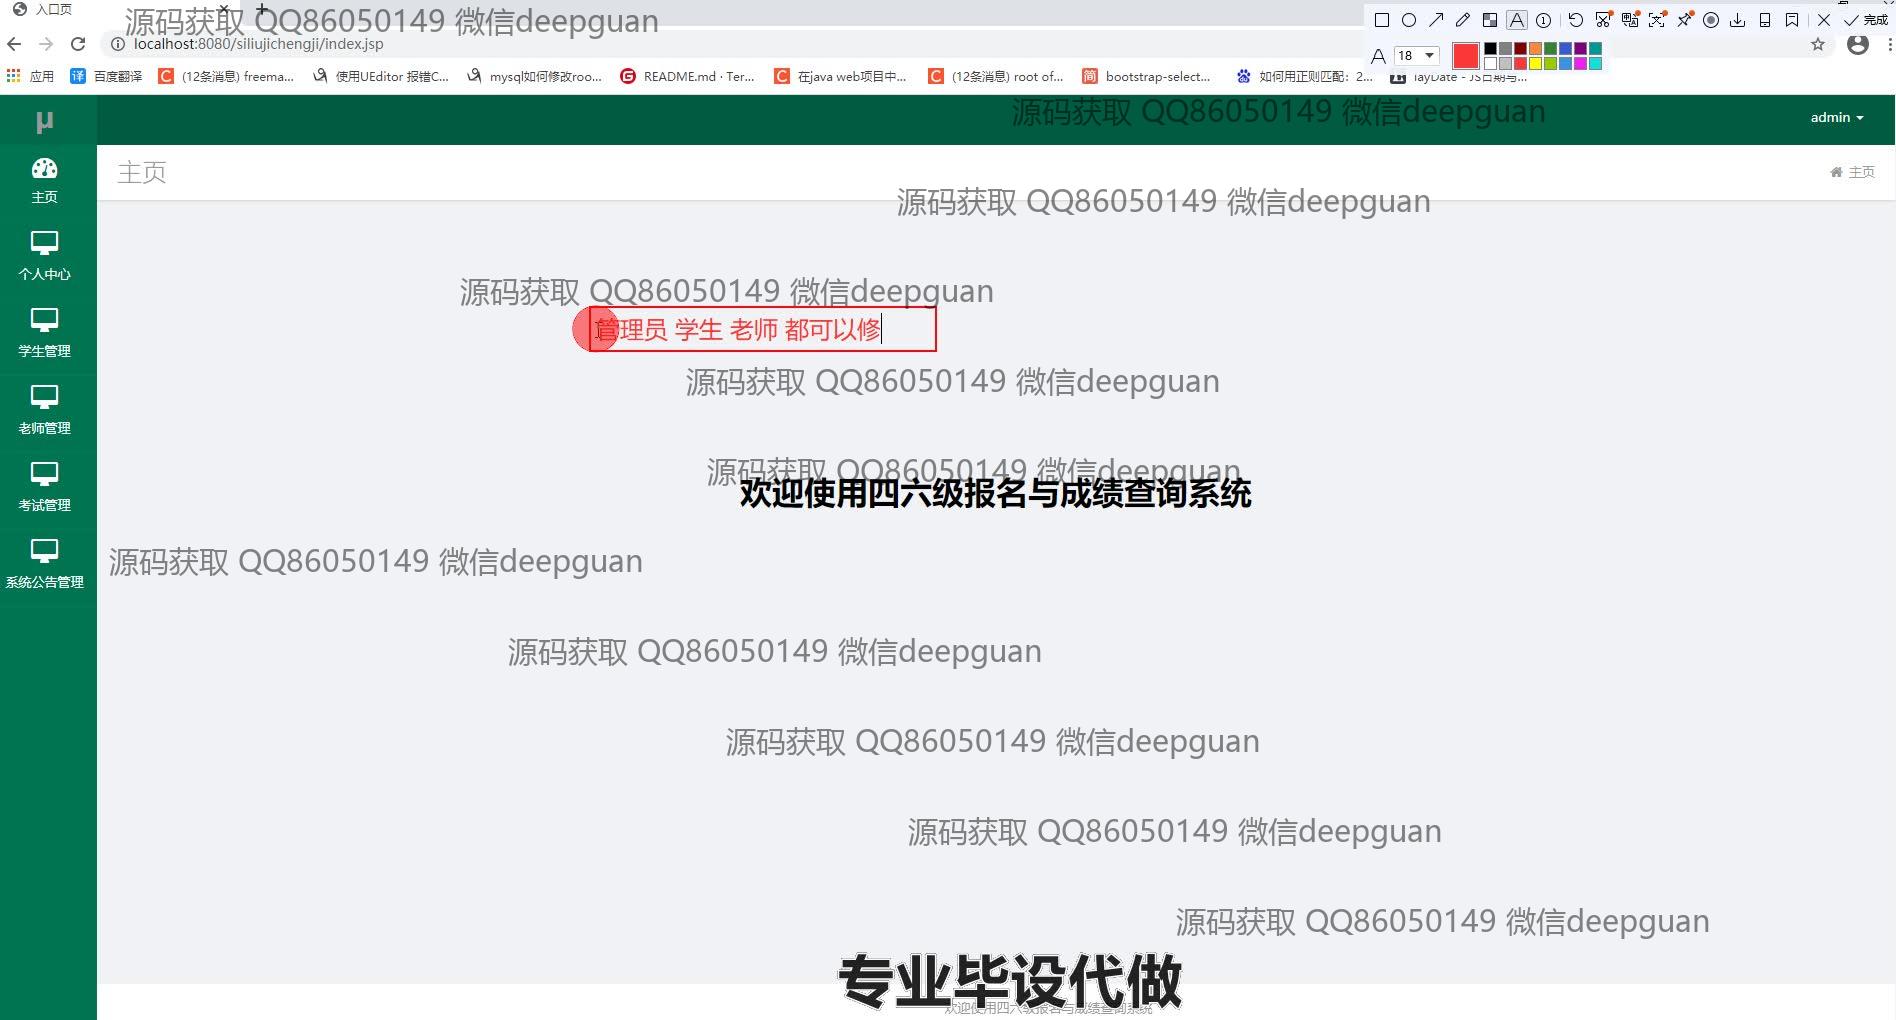 入口页
源码获取 QQ86050149 微信deepguan
完成
localhost:8080/siliujichengji/index.jsp
A 18
应用 百度翻译 (12条消息) freema... 使用UEditor 报错C... mysql如何修改roo... README.md · Ter... 在java web项目中... (12条消息) root of... bootstrap-select... 如何用正则匹配：2... layDate - JS日期与...
μ
源码获取 QQ86050149 微信deepguan
admin
主页
主页
主页
源码获取 QQ86050149 微信deepguan
个人中心
源码获取 QQ86050149 微信deepguan
管理员 学生 老师 都可以修
学生管理
源码获取 QQ86050149 微信deepguan
老师管理
源码获取 QQ86050149 微信deepguan
欢迎使用四六级报名与成绩查询系统
考试管理
源码获取 QQ86050149 微信deepguan
系统公告管理
源码获取 QQ86050149 微信deepguan
源码获取 QQ86050149 微信deepguan
源码获取 QQ86050149 微信deepguan
源码获取 QQ86050149 微信deepguan
专业毕设代做
欢迎使用四六级报名与成绩查询系统